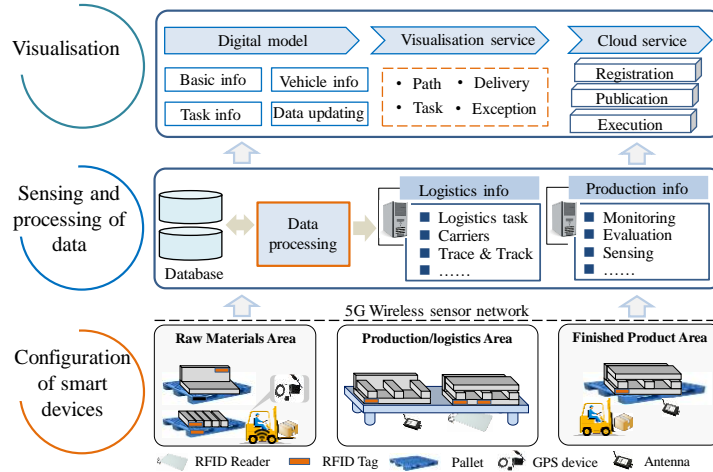 Visualisation
Digital model
Visualisation service
Cloud service
Basic info
Vehicle info
Task info
Data updating
• Path • Delivery
• Task • Exception
Registration
Publication
Execution
Sensing and
processing of
data
Database
Data
processing
Logistics info
Logistics task
Carriers
Trace & Track
……
Production info
Monitoring
Evaluation
Sensing
……
5G Wireless sensor network
Configuration
of smart
devices
Raw Materials Area
Production/logistics Area
Finished Product Area
RFID Reader
RFID Tag
Pallet
GPS device
Antenna